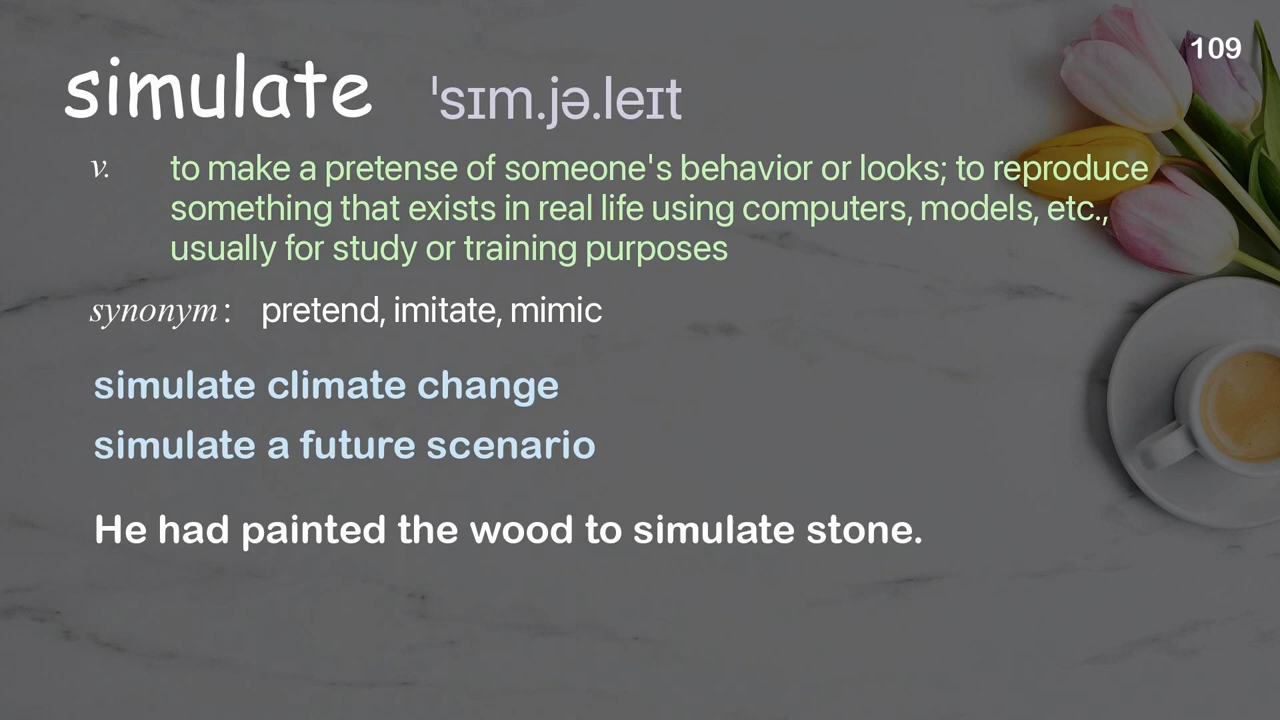 109
simulate ˈsɪm.jə.leɪt
v. to make a pretense of someone's behavior or looks; to reproduce
something that exists in real life using computers, models, etc.,
usually for study or training purposes
synonym : pretend, imitate, mimic
simulate climate change
simulate a future scenario
He had painted the wood to simulate stone.